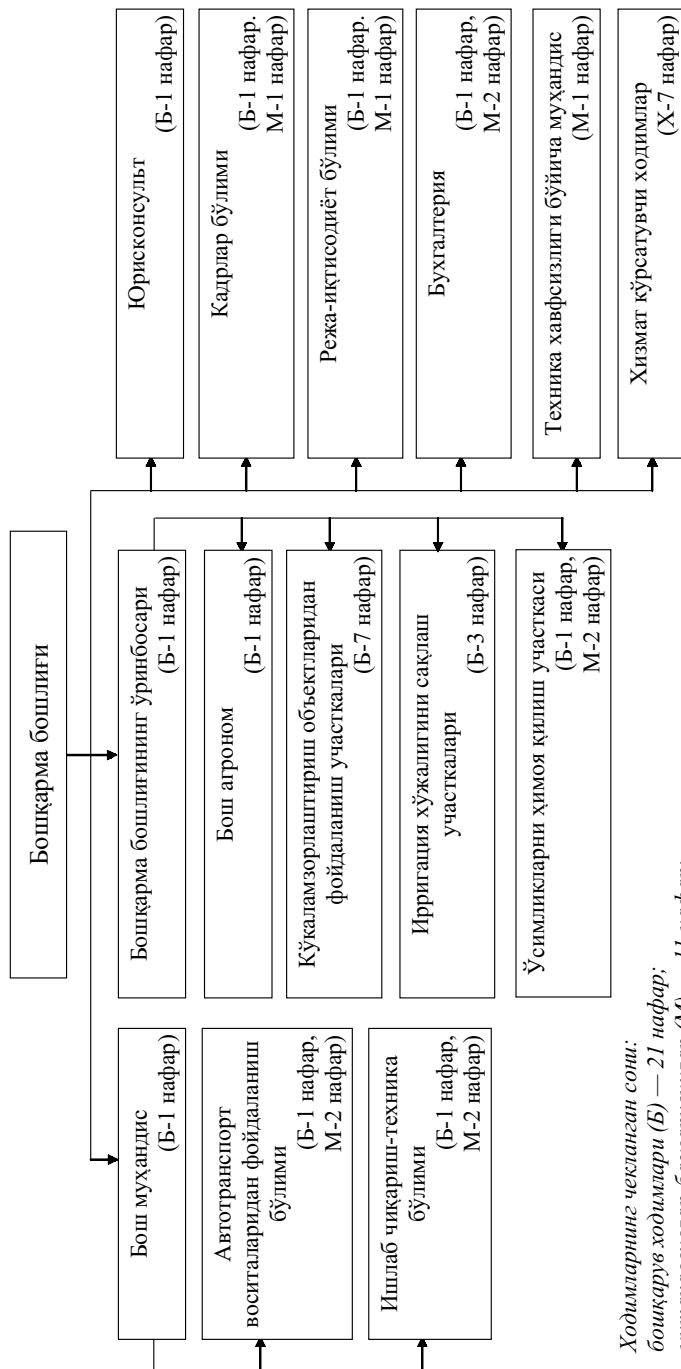 Бошқарма бошлиғи
Бош муҳандис
(Б-1 нафар)
Автотранспорт
воситаларидан фойдаланиш
бўлими
(Б-1 нафар,
М-2 нафар)
Ишлаб чиқариш-техника
бўлими
(Б-1 нафар,
М-2 нафар)
Бошқарма бошлиғининг ўринбосари
(Б-1 нафар)
Бош агроном
(Б-1 нафар)
Кўкаламзорлаштириш объектларидан
фойдаланиш участкалари
(Б-7 нафар)
Ирригация хўжалигини сақлаш
участкалари
(Б-3 нафар)
Ўсимликларни ҳимоя қилиш участкаси
(Б-1 нафар,
М-2 нафар)
Юрисконсульт
(Б-1 нафар)
Кадрлар бўлими
(Б-1 нафар.
М-1 нафар)
Режа-иқтисодиёт бўлими
(Б-1 нафар.
М-1 нафар)
Бухгалтерия
(Б-1 нафар,
М-2 нафар)
Техника хавфсизлиги бўйича муҳандис
(М-1 нафар)
Хизмат кўрсатувчи ходимлар
(Х-7 нафар)
Ходимларнинг чекланган сони:
бошқарув ходимлари (Б) — 21 нафар;
(М) — 11 нафар;